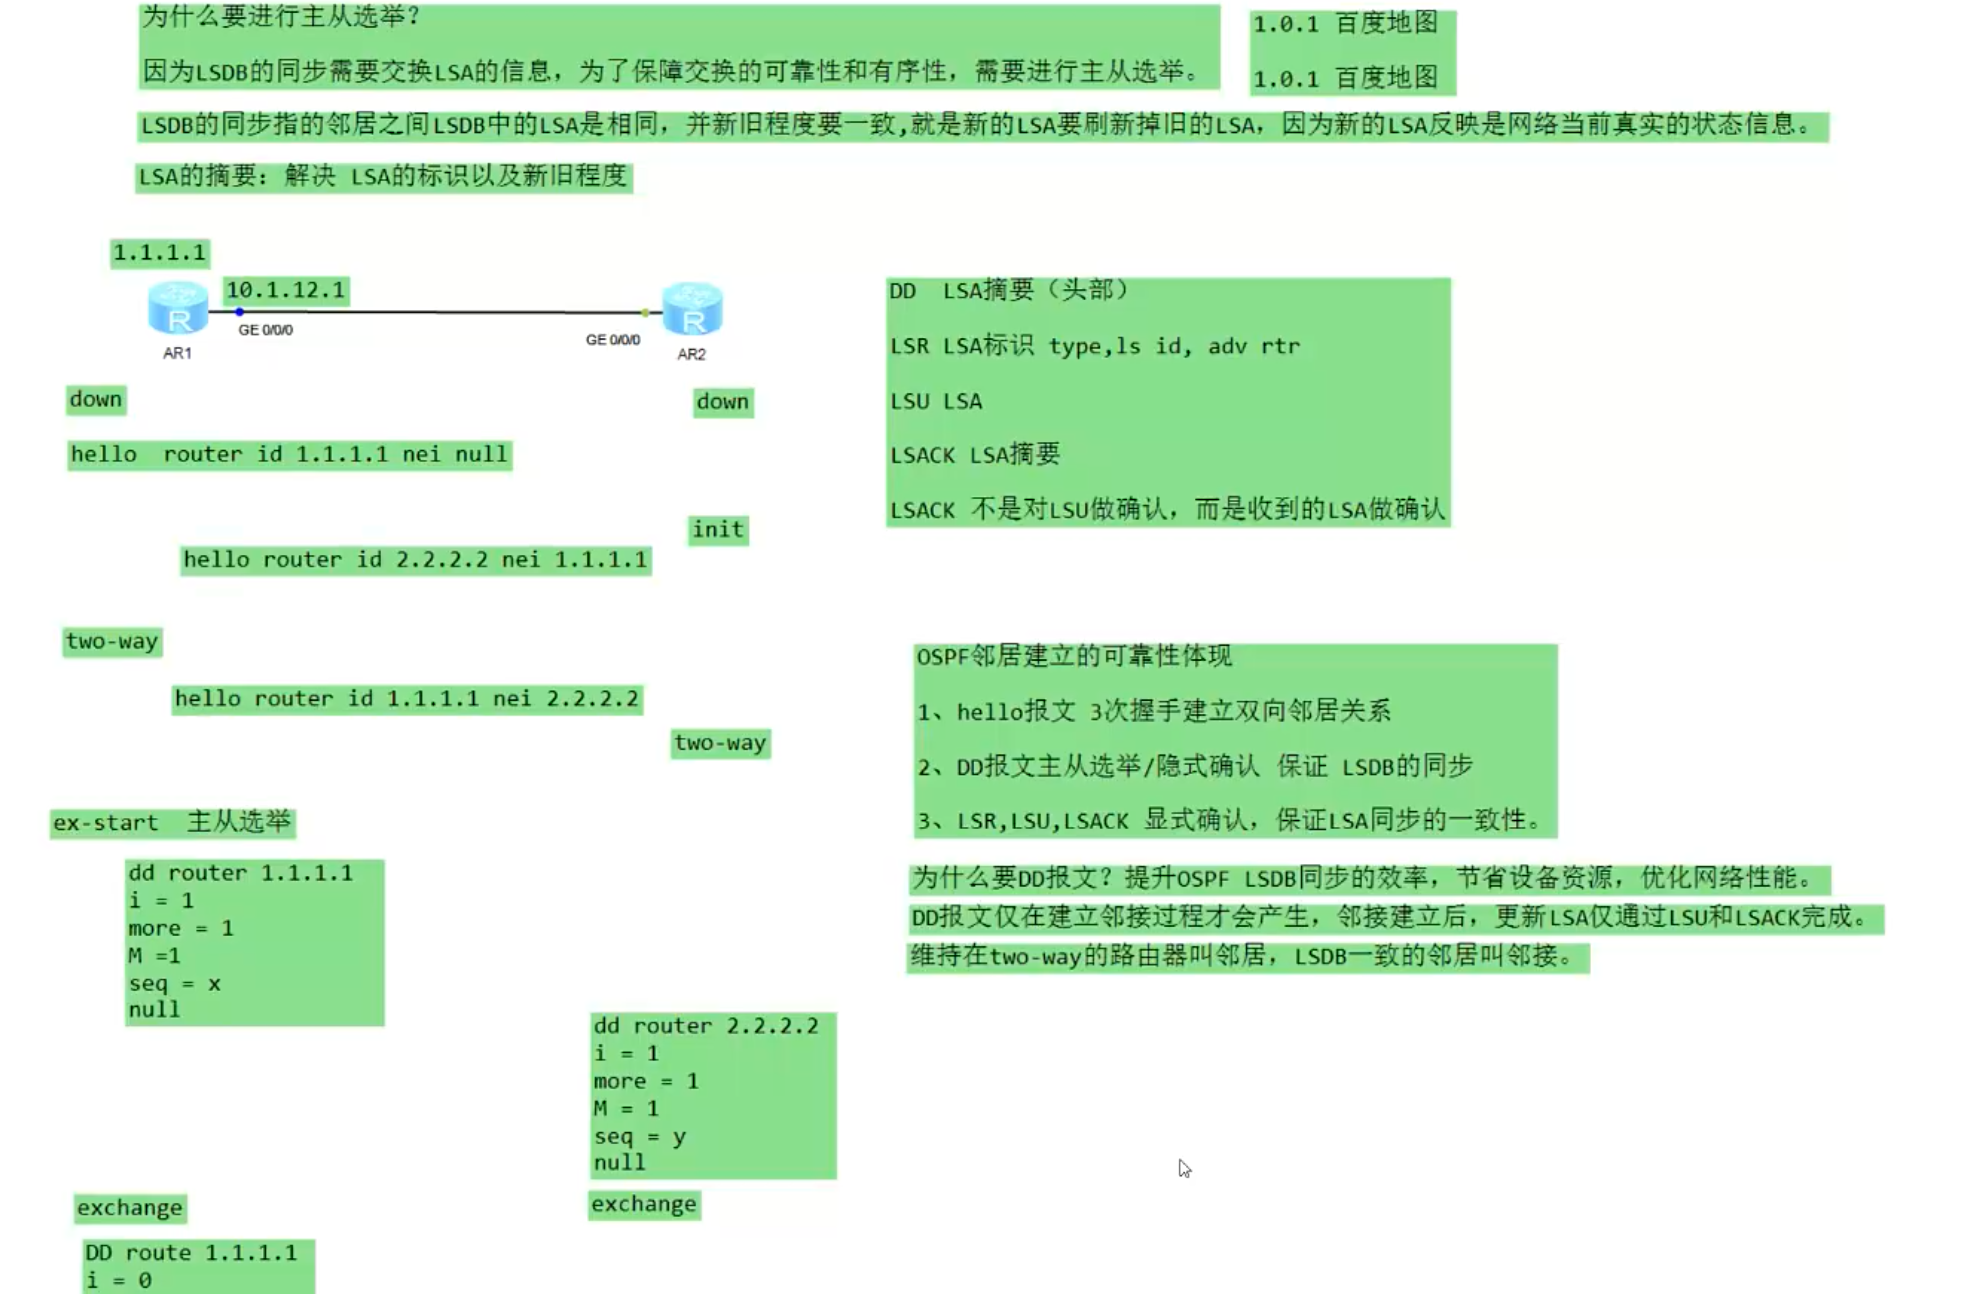 为什么要进行主从选举？
因为LSDB的同步需要交换LSA的信息，为了保障交换的可靠性和有序性，需要进行主从选举。
1.0.1 百度地图
1.0.1 百度地图
LSDB的同步指的邻居之间LSDB中的LSA是相同，并新旧程度要一致,就是新的LSA要刷新掉旧的LSA，因为新的LSA反映是网络当前真实的状态信息。
LSA的摘要：解决 LSA的标识以及新旧程度
1.1.1.1
10.1.12.1
R
R
GE 0/0/0
GE 0/0/0
AR1
AR2
down
down
hello router id 1.1.1.1 nei null
init
hello router id 2.2.2.2 nei 1.1.1.1
two-way
hello router id 1.1.1.1 nei 2.2.2.2
two-way
ex-start 主从选举
dd router 1.1.1.1
i = 1
more = 1
M =1
seq = x
null
dd router 2.2.2.2
i = 1
more = 1
M = 1
seq = y
null
exchange
exchange
DD route 1.1.1.1
i = 0
DD LSA摘要（头部）
LSR LSA标识 type,ls id, adv rtr
LSU LSA
LSACK LSA摘要
LSACK 不是对LSU做确认，而是收到的LSA做确认
OSPF邻居建立的可靠性体现
1、hello报文 3次握手建立双向邻居关系
2、DD报文主从选举/隐式确认 保证 LSDB的同步
3、LSR,LSU,LSACK 显式确认，保证LSA同步的一致性。
为什么要DD报文？提升OSPF LSDB同步的效率，节省设备资源，优化网络性能。
DD报文仅在建立邻接过程才会产生，邻接建立后，更新LSA仅通过LSU和LSACK完成。
维持在two-way的路由器叫邻居，LSDB一致的邻居叫邻接。